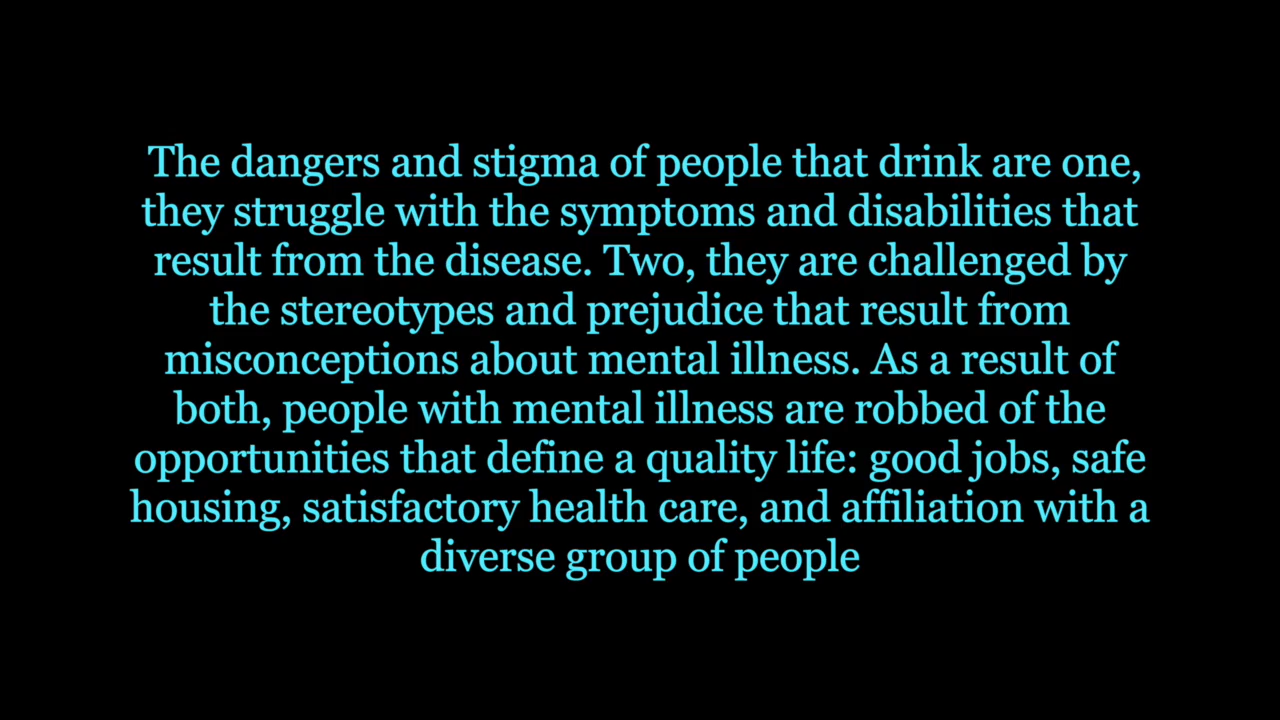 The dangers and stigma of people that drink are one,
they struggle with the symptoms and disabilities that
result from the disease. Two, they are challenged by
the stereotypes and prejudice that result from
misconceptions about mental illness. As a result of
both, people with mental illness are robbed of the
opportunities that define a quality life: good jobs, safe
housing, satisfactory health care, and affiliation with a
diverse group of people